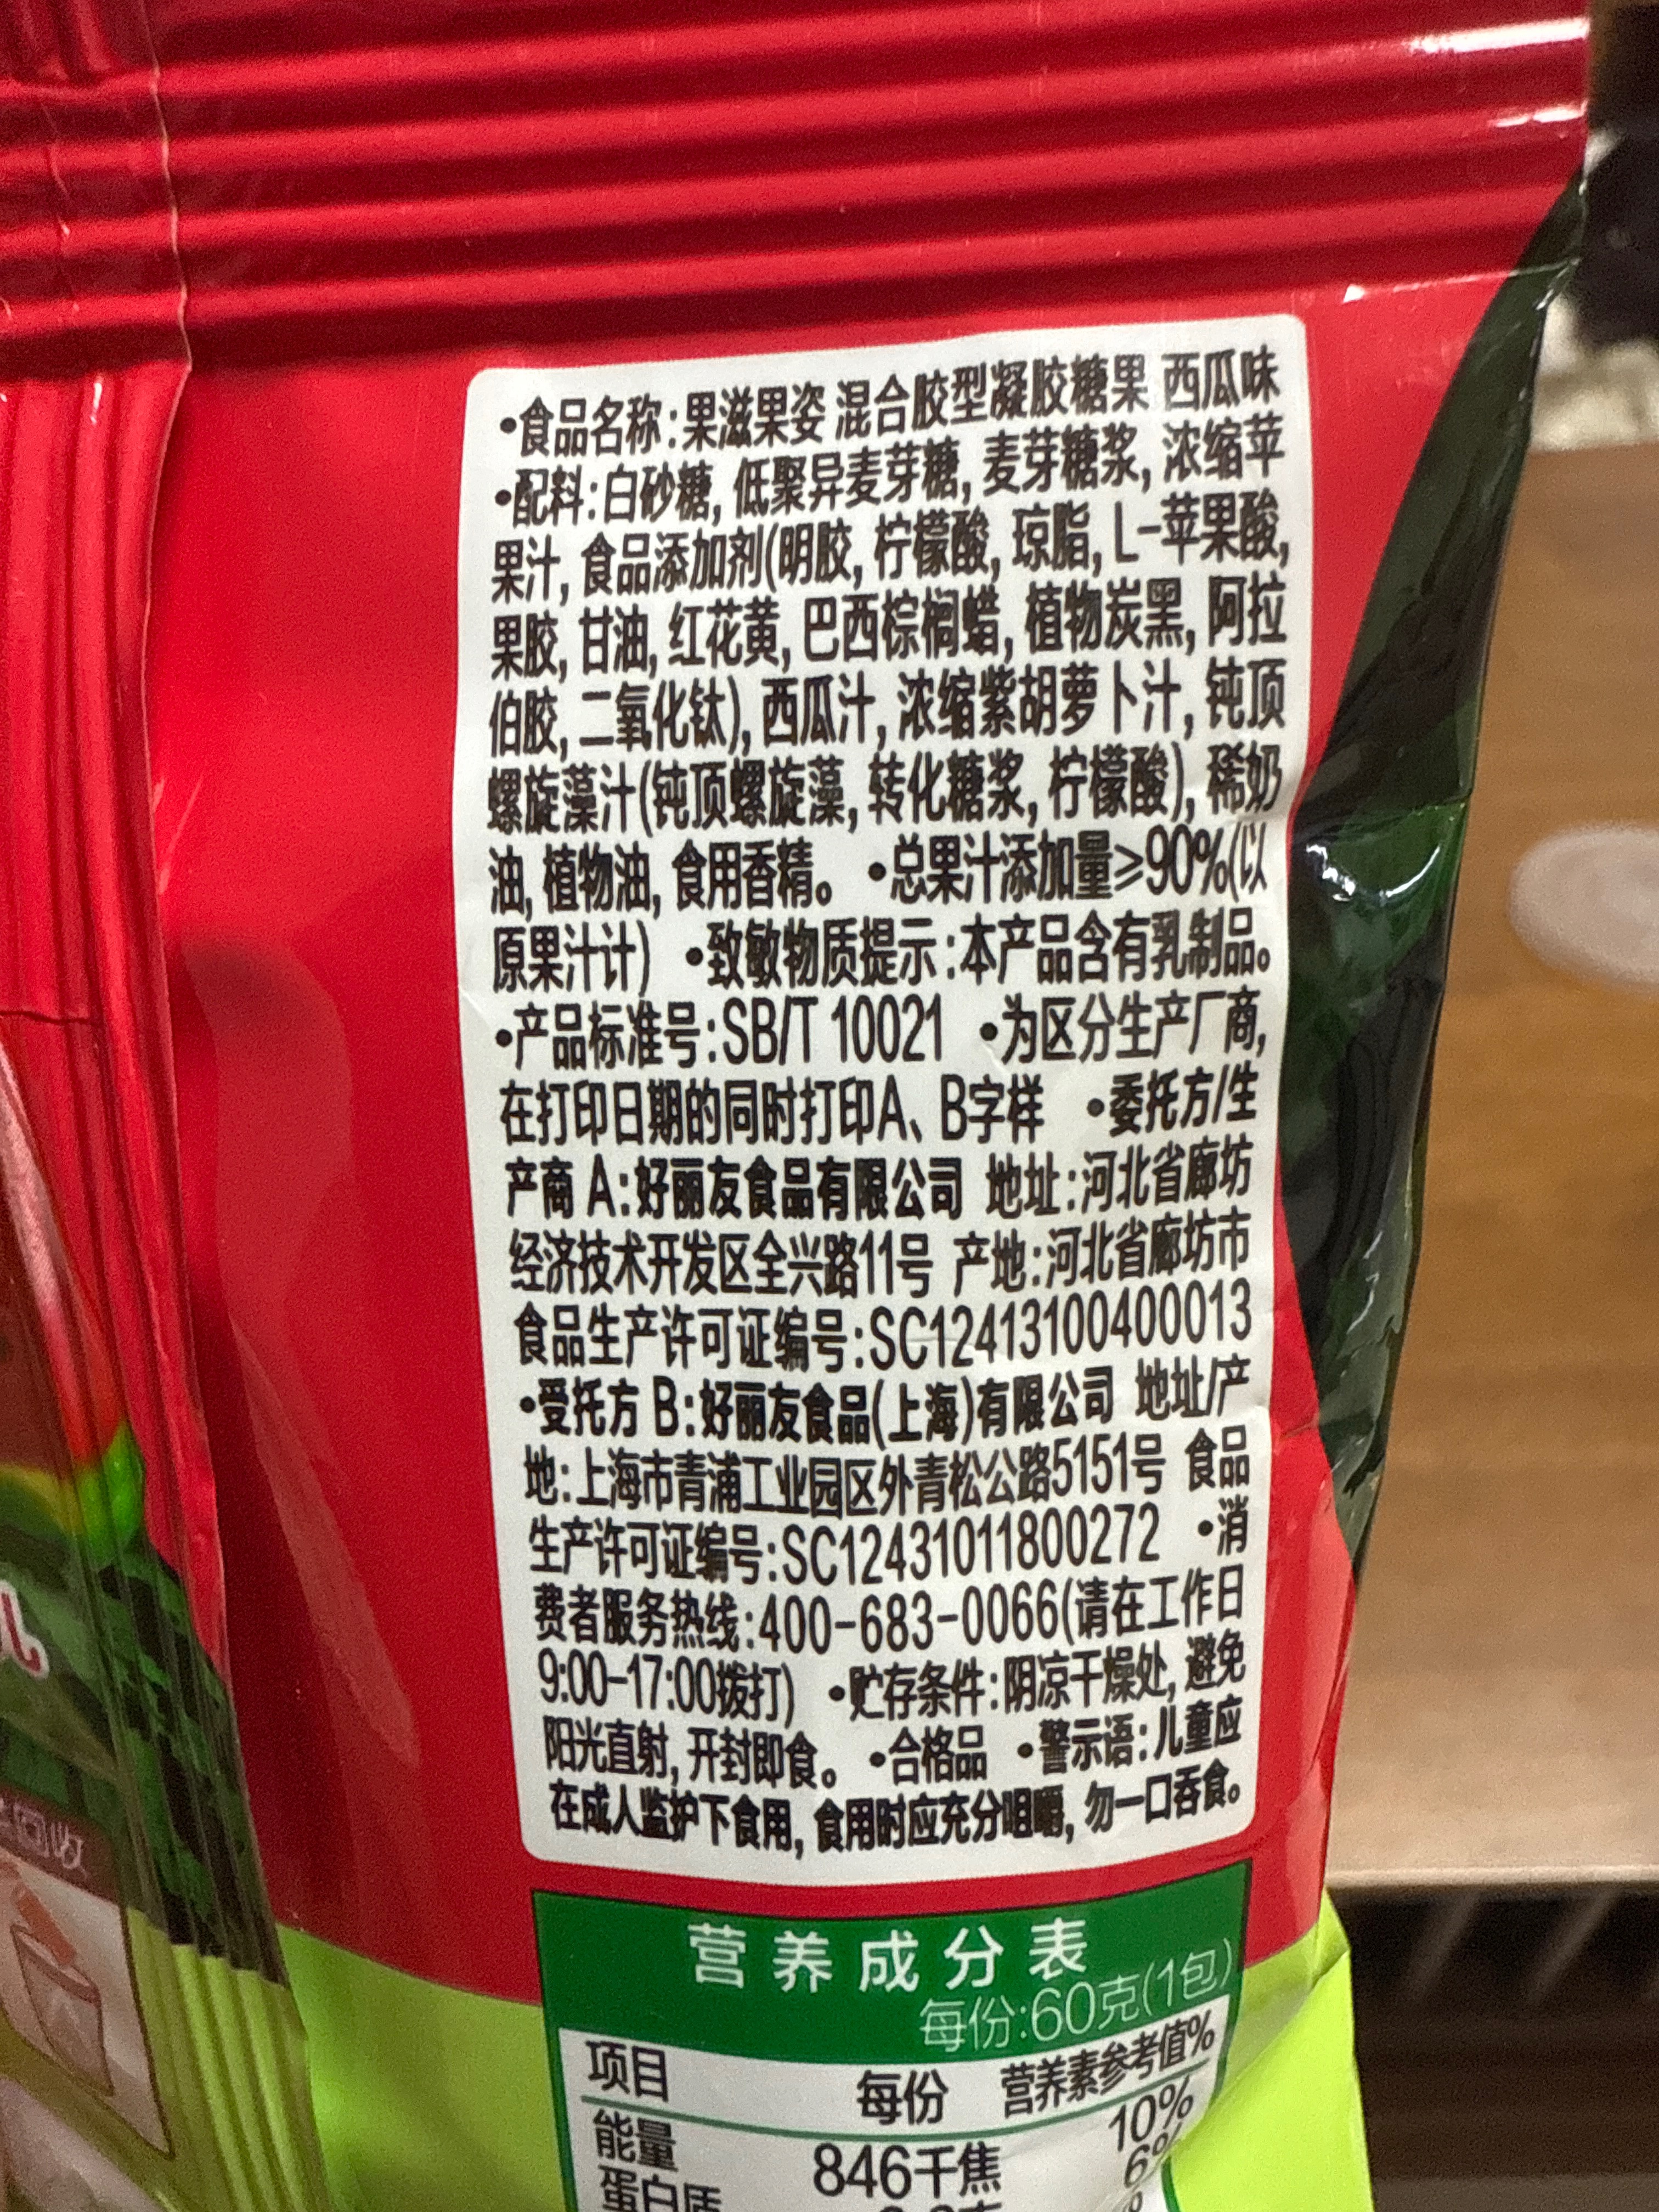 •食品名称:果滋果姿 混合胶型凝胶糖果 西瓜味
•配料:白砂糖, 低聚异麦芽糖, 麦芽糖浆, 浓缩苹
果汁, 食品添加剂(明胶, 柠檬酸, 琼脂, L-苹果酸,
果胶, 甘油, 红花黄, 巴西棕榈蜡, 植物炭黑, 阿拉
伯胶, 二氧化钛), 西瓜汁, 浓缩紫胡萝卜汁, 钝顶
螺旋藻汁(钝顶螺旋藻, 转化糖浆, 柠檬酸), 稀奶
油, 植物油, 食用香精。 •总果汁添加量≥90%(以
原果汁计) •致敏物质提示:本产品含有乳制品。
•产品标准号:SB/T 10021 •为区分生产厂商,
在打印日期的同时打印A、B字样 •委托方/生
产商 A:好丽友食品有限公司 地址:河北省廊坊
经济技术开发区全兴路11号 产地:河北省廊坊市
食品生产许可证编号:SC12413100400013
•受托方 B:好丽友食品(上海)有限公司 地址/产
地:上海市青浦工业园区外青松公路5151号 食品
生产许可证编号:SC12431011800272 •消
费者服务热线:400-683-0066(请在工作日
9:00-17:00拨打) •贮存条件:阴凉干燥处, 避免
阳光直射, 开封即食。 •合格品 •警示语:儿童应
在成人监护下食用, 食用时应充分咀嚼, 勿一口吞食。
回收
营养成分表
每份:60克(1包)
项目 每份 营养素参考值%
能量 846千焦 10%
蛋白质 6%